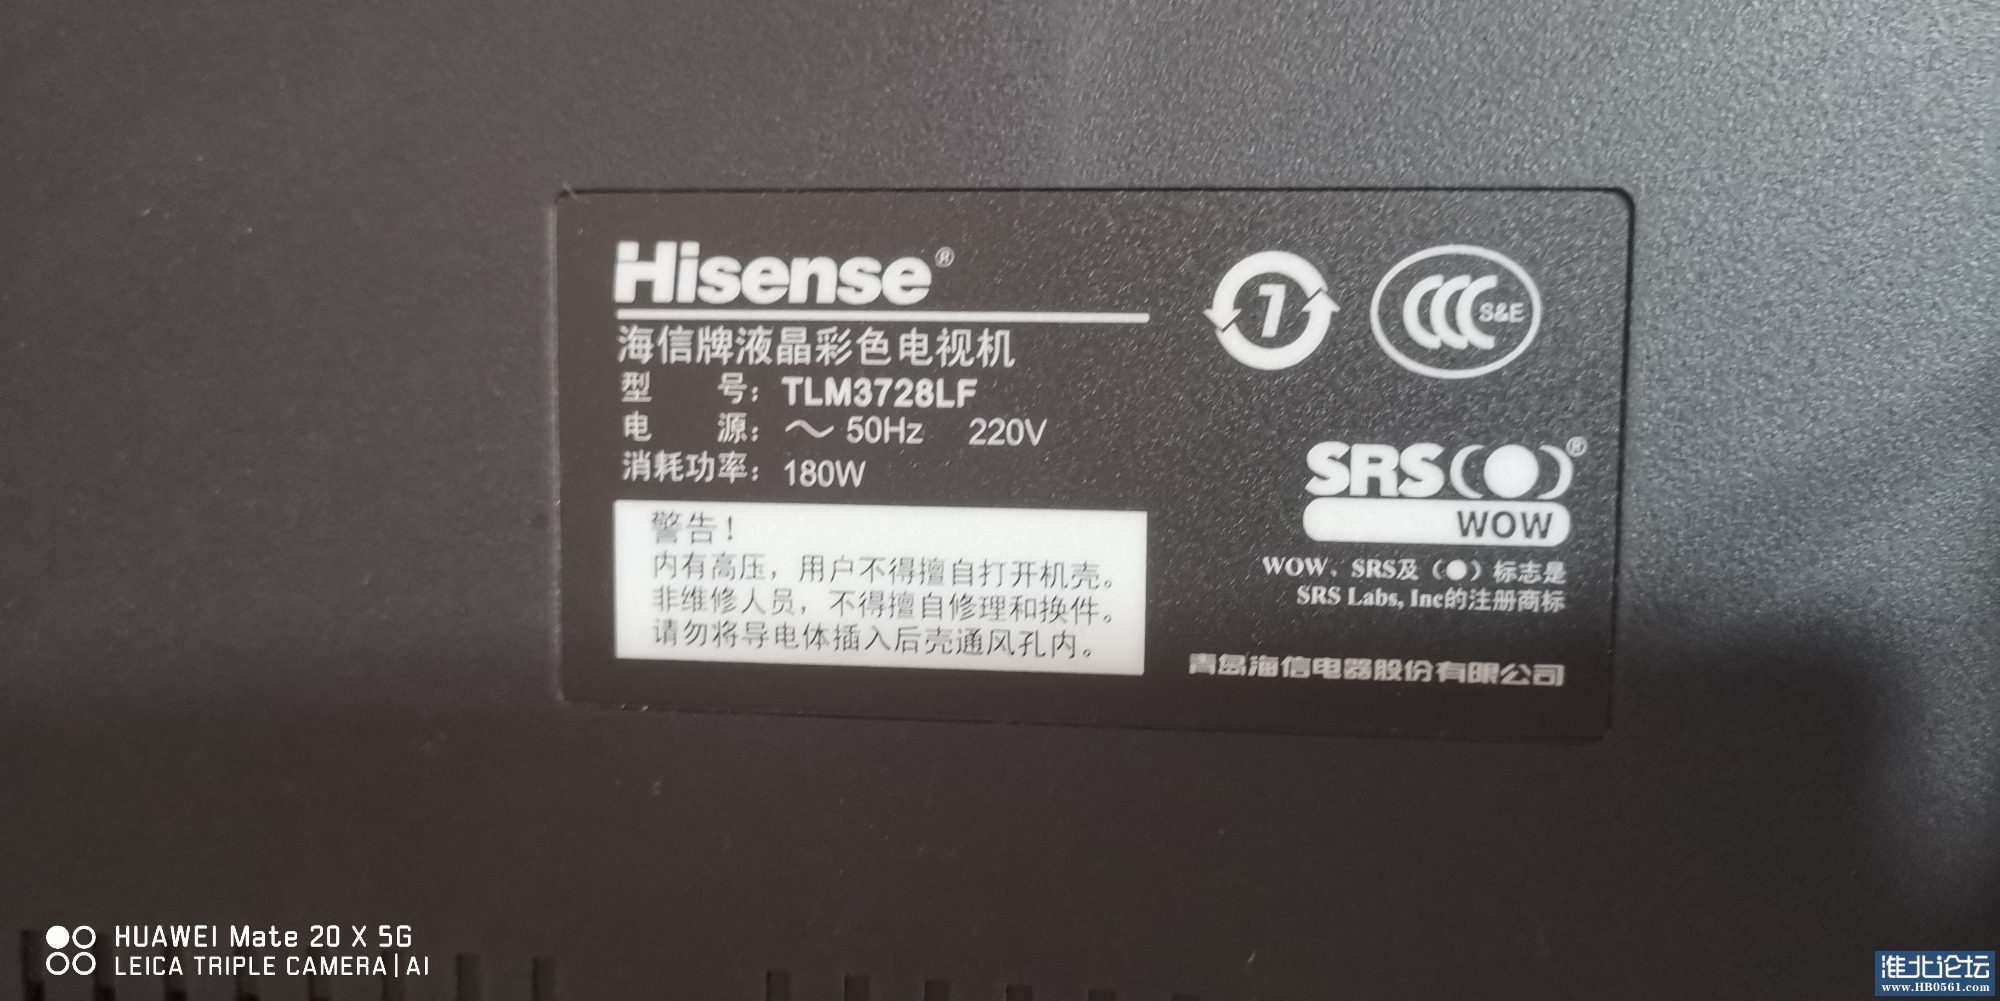 Hisense®
海信牌液晶彩色电视机
型 号： TLM3728LF
电 源： ～ 50Hz 220V
消耗功率： 180W
警告！
内有高压，用户不得擅自打开机壳。
非维修人员，不得擅自修理和换件。
请勿将导电体插入后壳通风孔内。
1
CCC S&E
SRS(●)®
WOW
WOW、SRS及（●）标志是
SRS Labs, Inc的注册商标
青岛海信电器股份有限公司
HUAWEI Mate 20 X 5G
LEICA TRIPLE CAMERA | AI
淮北论坛
www.HB0561.com